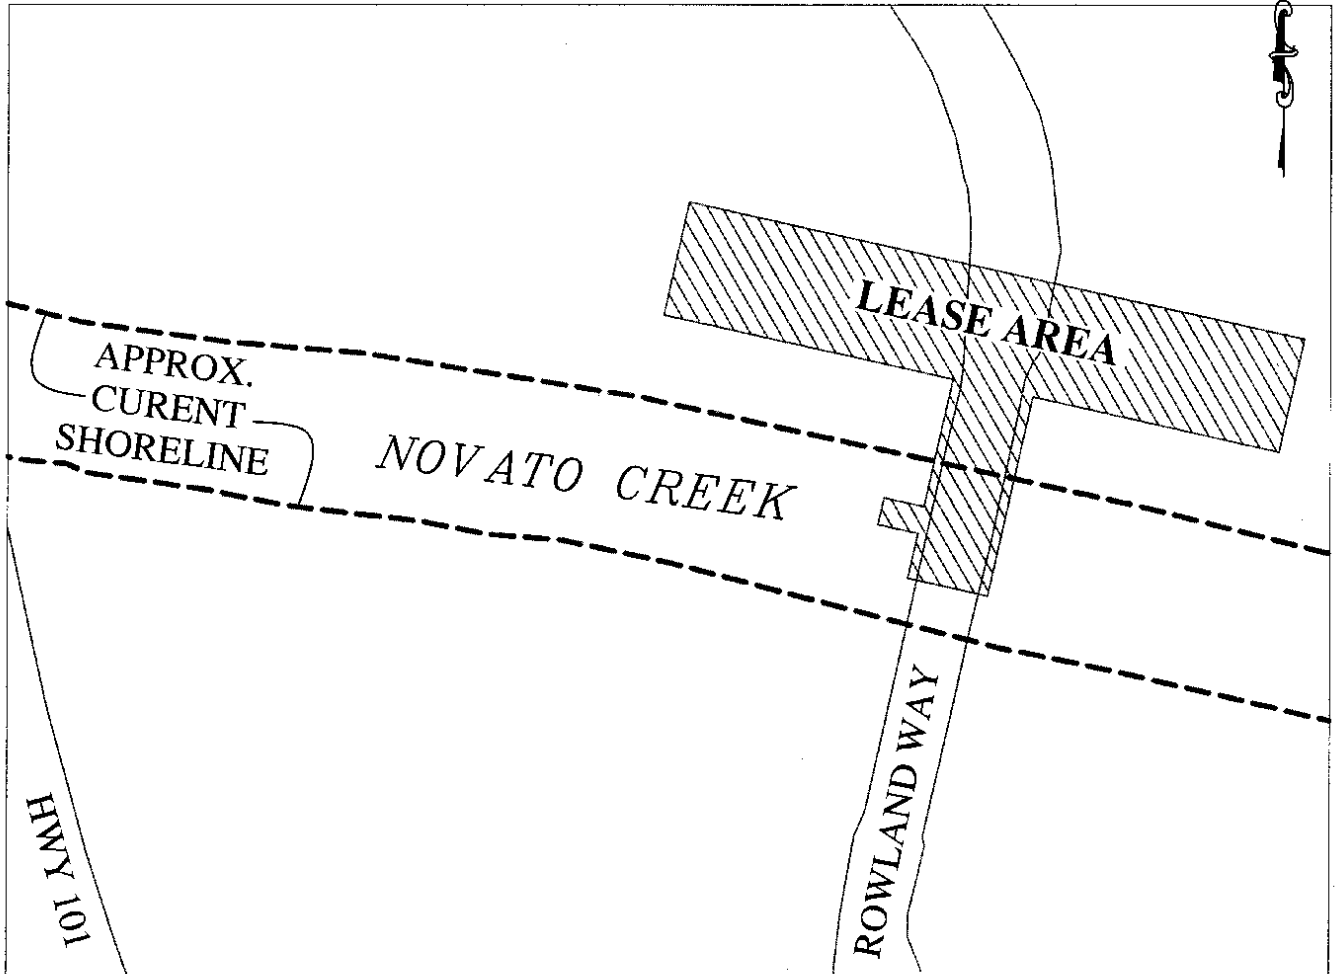 LEASE AREA
APPROX.
CURENT
SHORELINE
NOVATO CREEK
ROWLAND WAY
HWY 101